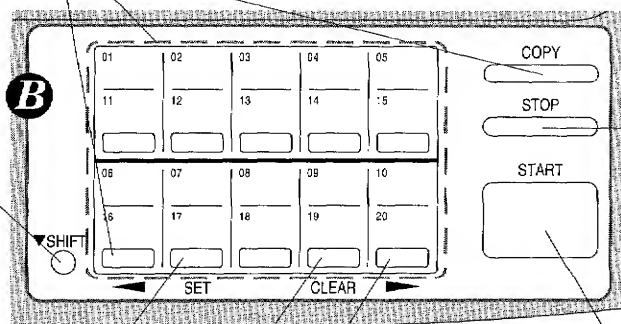 COPY
01 02 03 04 05
B
11 12 13 14 15
STOP
06 07 08 09 10
START
16 17 18 19 20
▼SHIFT
◄ SET CLEAR ►